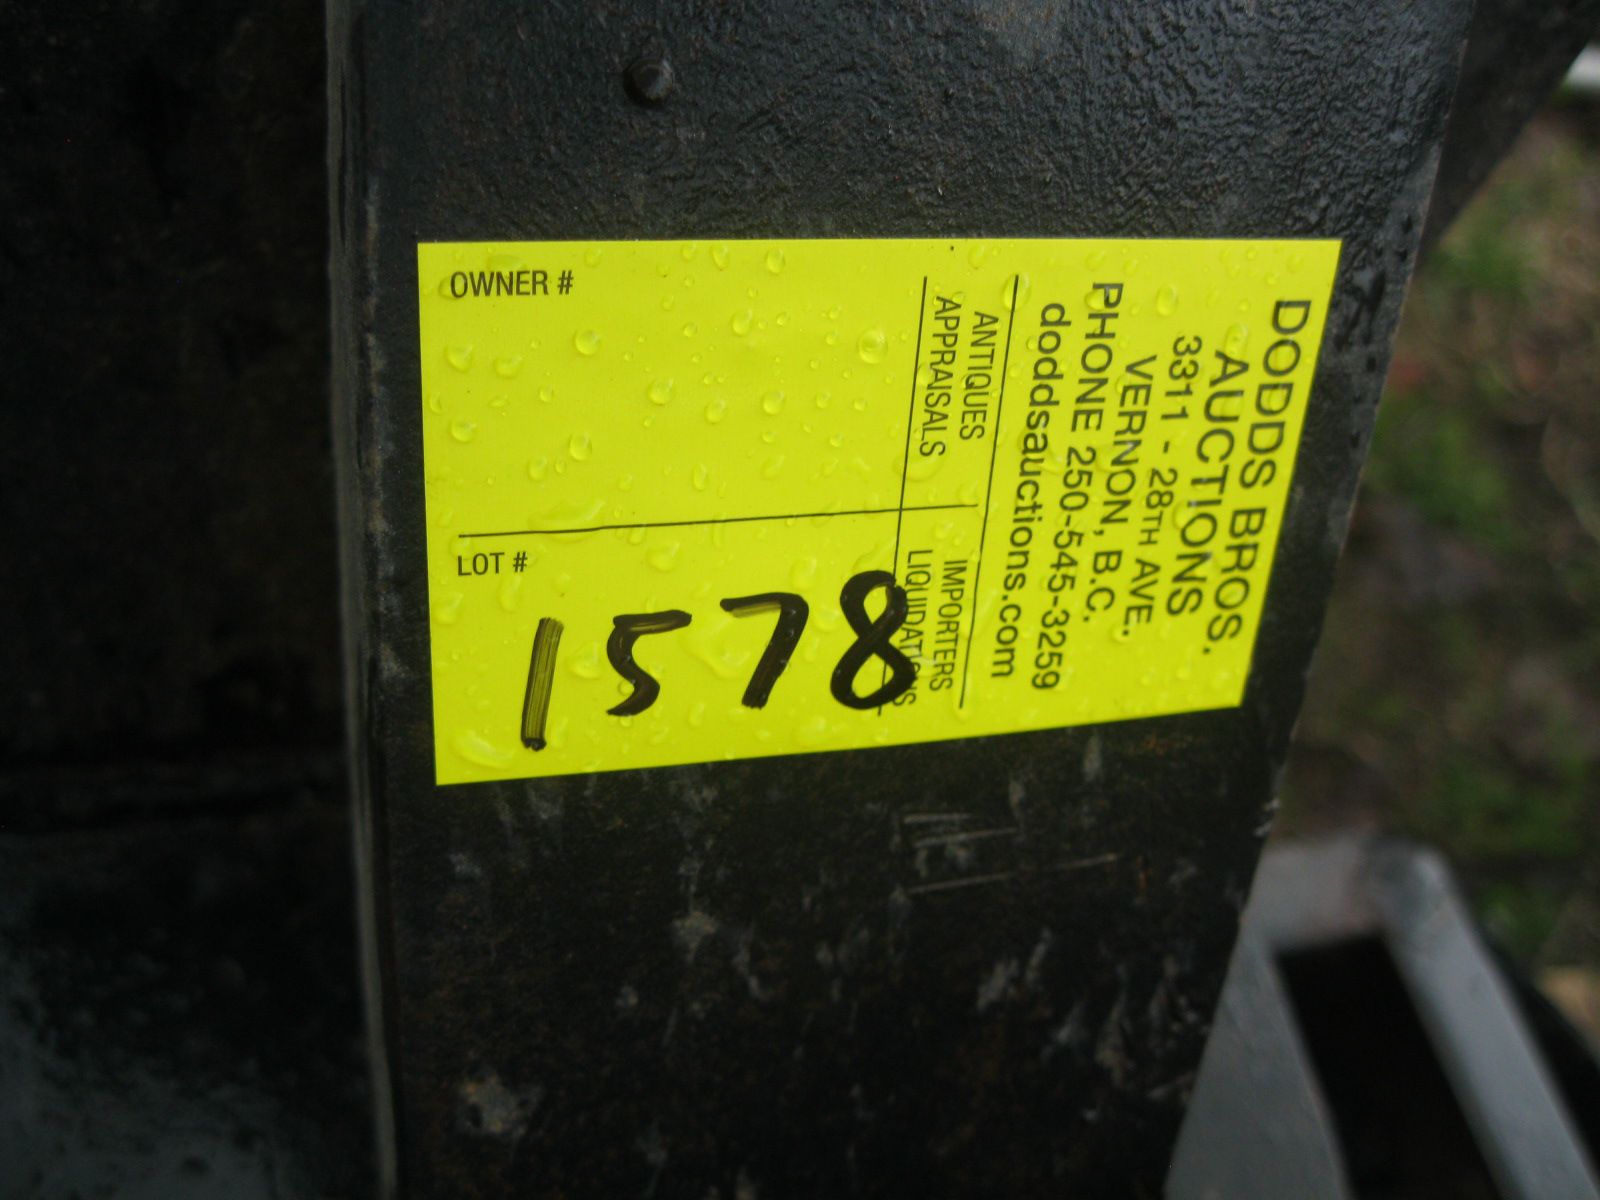 DODDS BROS.
AUCTIONS
3311 - 28TH AVE.
VERNON, B.C.
PHONE 250-545-3259
doddsauctions.com
ANTIQUES
APPRAISALS
IMPORTERS
LIQUIDATIONS
OWNER #
LOT #
1578